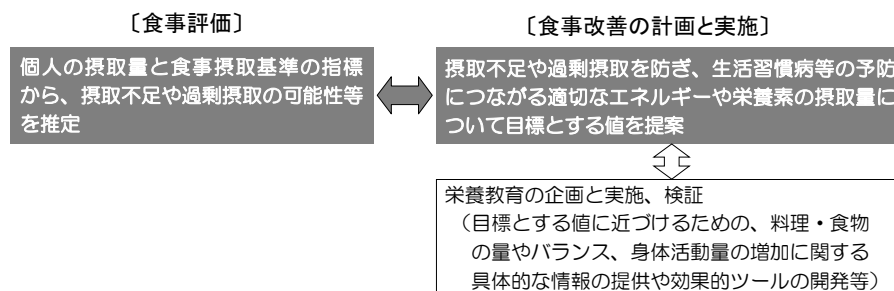 〔食事評価〕
〔食事改善の計画と実施〕
個人の摂取量と食事摂取基準の指標
から、摂取不足や過剰摂取の可能性等
を推定
摂取不足や過剰摂取を防ぎ、生活習慣病等の予防
につながる適切なエネルギーや栄養素の摂取量に
ついて目標とする値を提案
栄養教育の企画と実施、検証
（目標とする値に近づけるための、料理・食物
の量やバランス、身体活動量の増加に関する
具体的な情報の提供や効果的ツールの開発等）